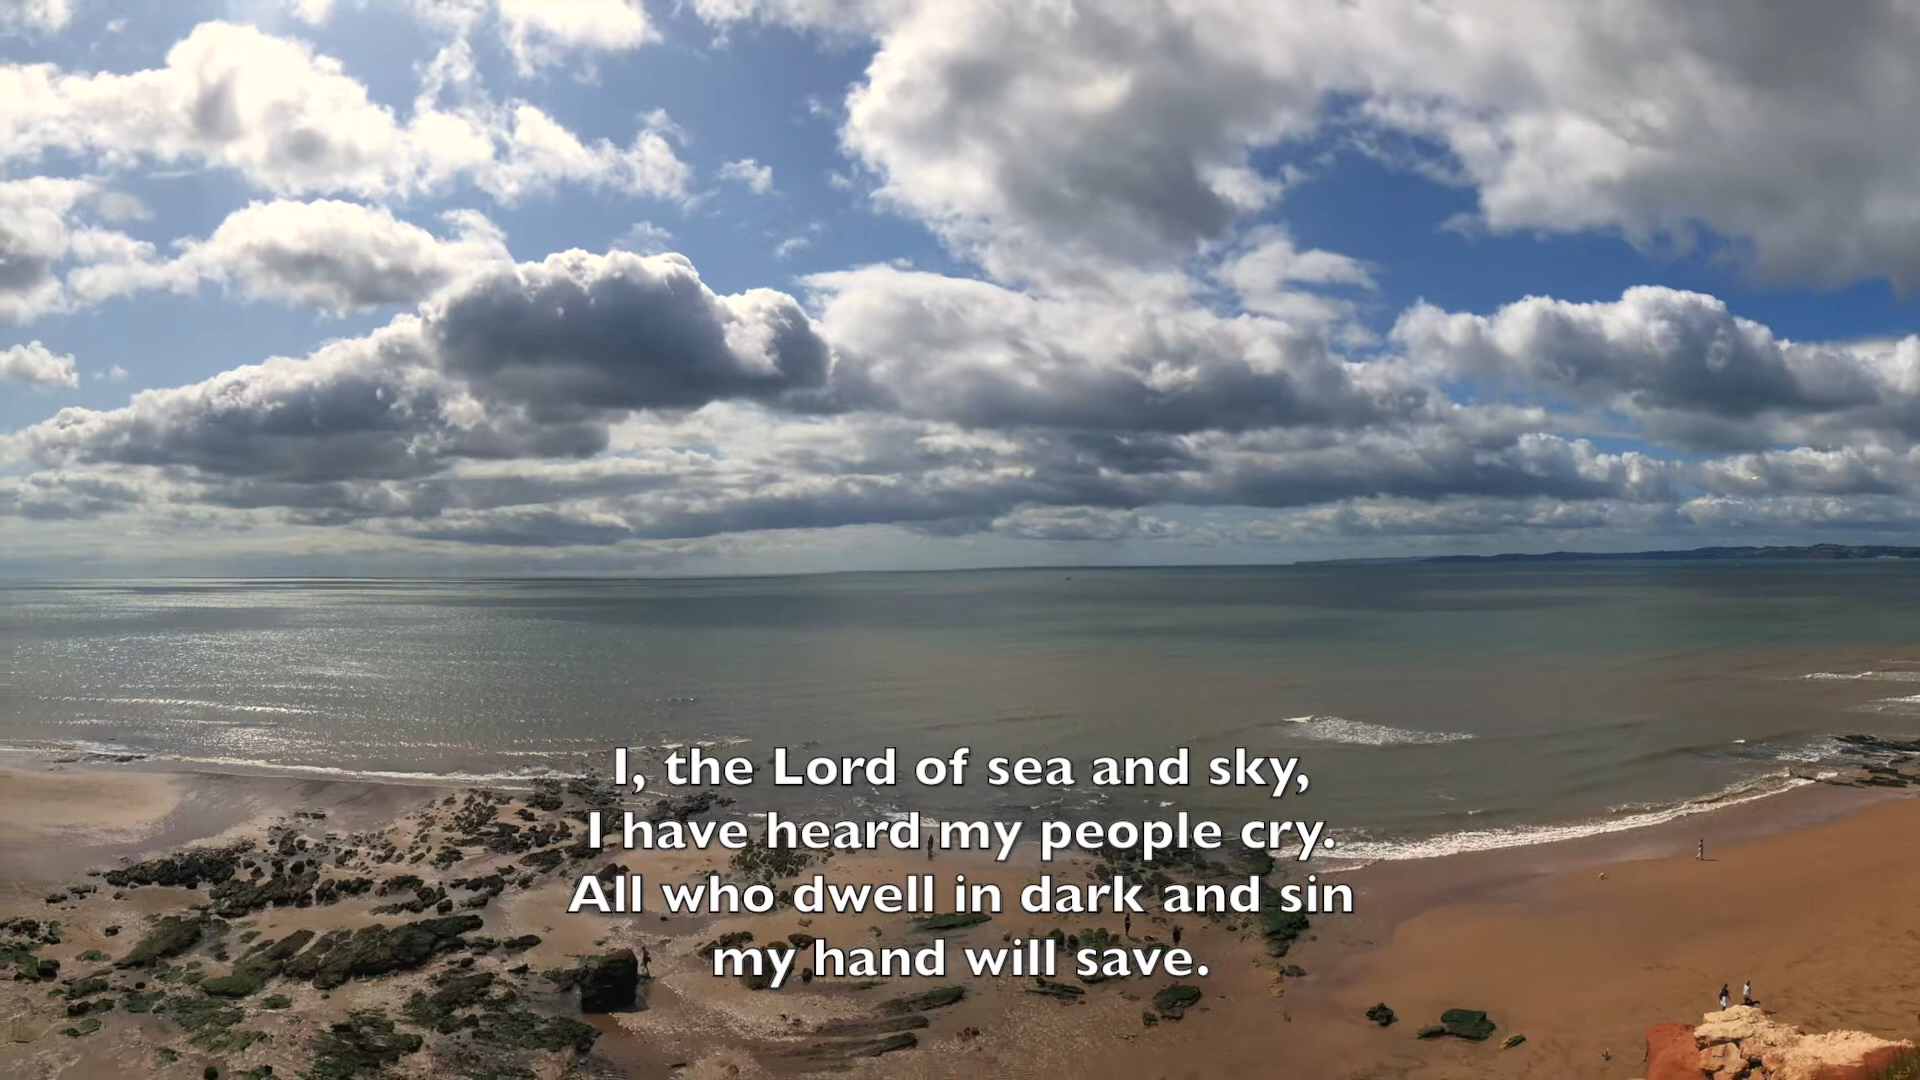 I, the Lord of sea and sky,
I have heard my people cry.
All who dwell in dark and sin
my hand will save.